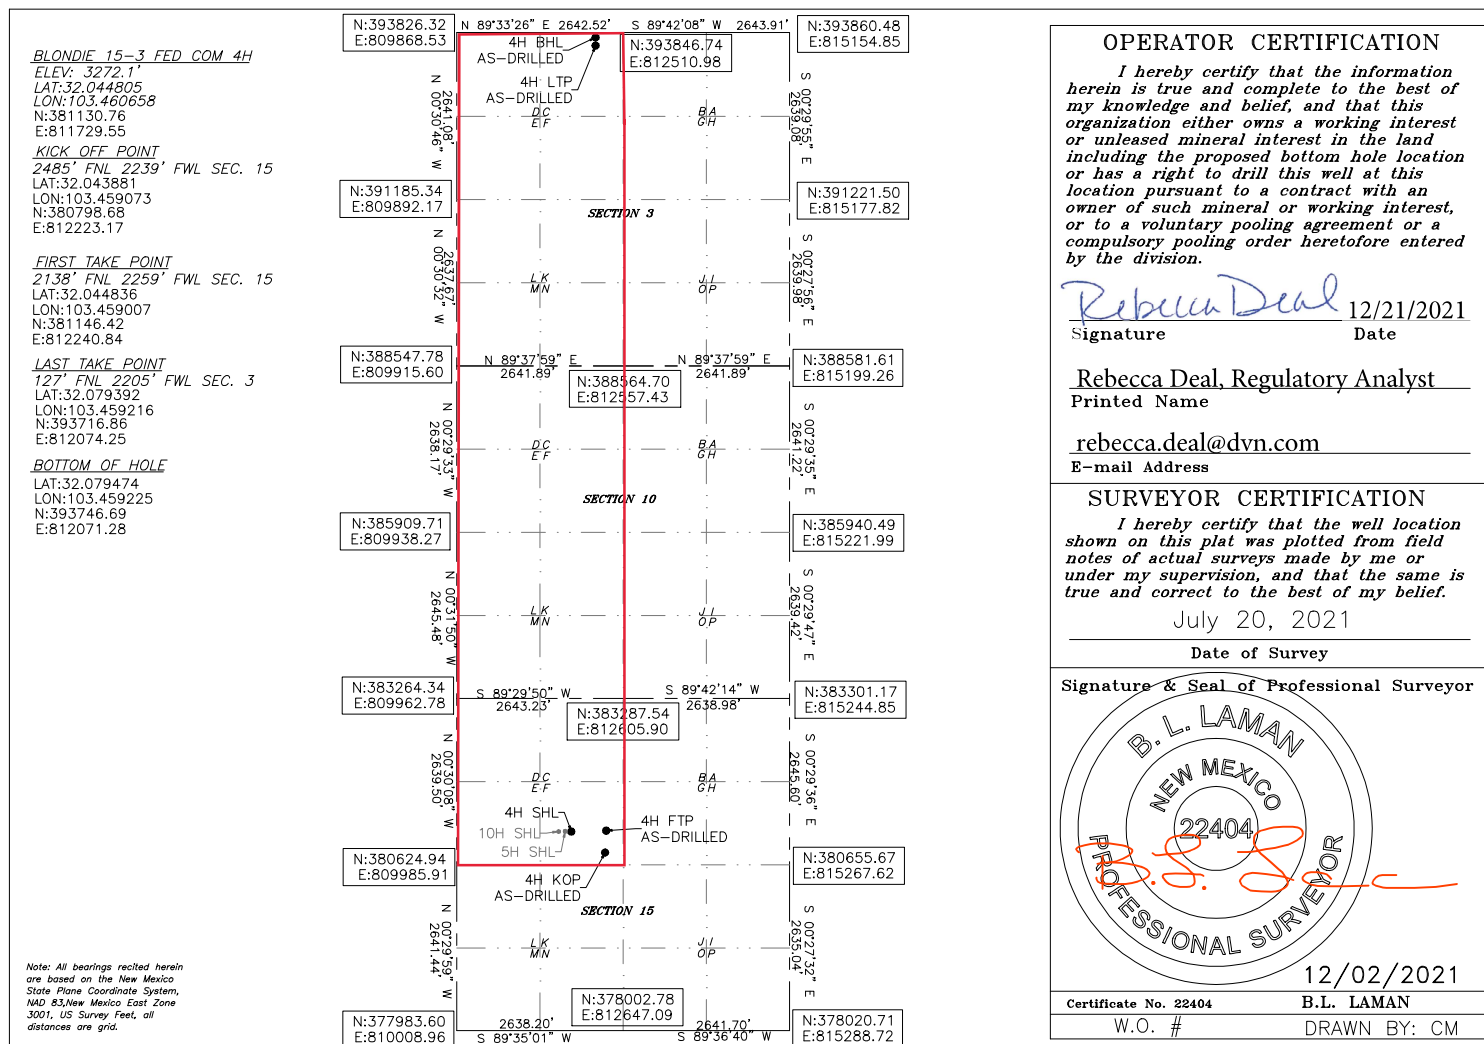 BLONDIE 15-3 FED COM 4H
ELEV: 3272.1'
LAT:32.044805
LON:103.460658
N:381130.76
E:811729.55
KICK OFF POINT
2485' FNL 2239' FWL SEC. 15
LAT:32.043881
LON:103.459073
N:380798.68
E:812223.17
FIRST TAKE POINT
2138' FNL 2259' FWL SEC. 15
LAT:32.044836
LON:103.459007
N:381146.42
E:812240.84
LAST TAKE POINT
127' FNL 2205' FWL SEC. 3
LAT:32.079392
LON:103.459216
N:393716.86
E:812074.25
BOTTOM OF HOLE
LAT:32.079474
LON:103.459225
N:393746.69
E:812071.28
Note: All bearings recited herein
are based on the New Mexico
State Plane Coordinate System,
NAD 83,New Mexico East Zone
3001, US Survey Feet, all
distances are grid.
N:393826.32
E:809868.53
N 89°33'26" E 2642.52'
S 89°42'08" W 2643.91'
N:393860.48
E:815154.85
4H BHL
AS-DRILLED
N:393846.74
E:812510.98
4H LTP
AS-DRILLED
N 00°30'46" W
2641.08'
D C
E F
B A
G H
S 00°29'55" E
2639.08'
N:391185.34
E:809892.17
SECTION 3
N:391221.50
E:815177.82
N 00°30'32" W
2637.67'
L K
M N
J I
O P
S 00°27'56" E
2639.98'
N:388547.78
E:809915.60
N 89°37'59" E
2641.89'
N 89°37'59" E
2641.89'
N:388564.70
E:812557.43
N:388581.61
E:815199.26
N 00°29'33" W
2638.17'
D C
E F
B A
G H
S 00°29'35" E
2641.22'
SECTION 10
N:385909.71
E:809938.27
N:385940.49
E:815221.99
N 00°31'50" W
2645.48'
L K
M N
J I
O P
S 00°29'47" E
2639.42'
N:383264.34
E:809962.78
S 89°29'50" W
2643.23'
S 89°42'14" W
2638.98'
N:383287.54
E:812605.90
N:383301.17
E:815244.85
N 00°30'08" W
2639.50'
D C
E F
B A
G H
S 00°29'36" E
2645.60'
4H SHL
10H SHL
5H SHL
4H FTP
AS-DRILLED
N:380624.94
E:809985.91
4H KOP
AS-DRILLED
N:380655.67
E:815267.62
SECTION 15
N 00°29'59" W
2641.44'
L K
M N
J I
O P
S 00°27'32" E
2635.04'
N:378002.78
E:812647.09
N:377983.60
E:810008.96
2638.20'
S 89°35'01" W
2641.70'
S 89°36'40" W
N:378020.71
E:815288.72
OPERATOR CERTIFICATION
I hereby certify that the information
herein is true and complete to the best of
my knowledge and belief, and that this
organization either owns a working interest
or unleased mineral interest in the land
including the proposed bottom hole location
or has a right to drill this well at this
location pursuant to a contract with an
owner of such mineral or working interest,
or to a voluntary pooling agreement or a
compulsory pooling order heretofore entered
by the division.
Rebecca Deal 12/21/2021
Signature Date
Rebecca Deal, Regulatory Analyst
Printed Name
rebecca.deal@dvn.com
E-mail Address
SURVEYOR CERTIFICATION
I hereby certify that the well location
shown on this plat was plotted from field
notes of actual surveys made by me or
under my supervision, and that the same is
true and correct to the best of my belief.
July 20, 2021
Date of Survey
Signature & Seal of Professional Surveyor
B. L. LAMAN
NEW MEXICO
22404
PROFESSIONAL SURVEYOR
12/02/2021
Certificate No. 22404 B.L. LAMAN
W.O. # DRAWN BY: CM